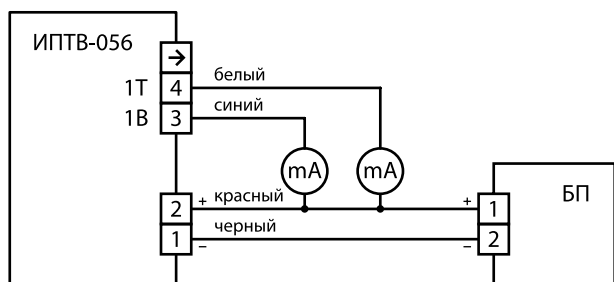 ИПТВ-056
→
1Т 4 белый
1В 3 синий
mA mA
2 + красный + 1 БП
1 – черный – 2